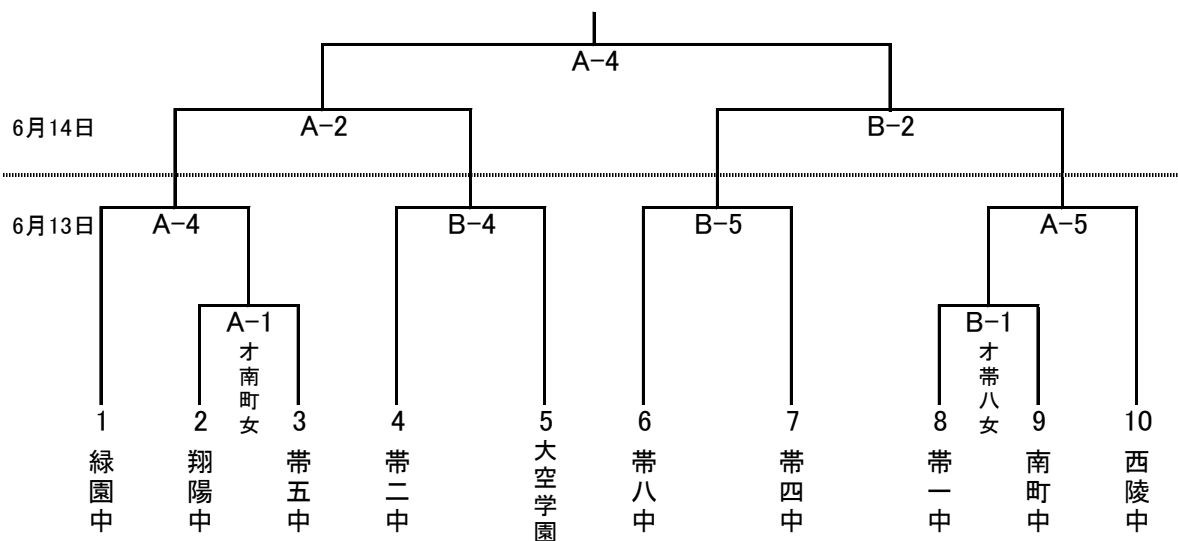 A-4
6月14日
A-2
B-2
6月13日
A-4
B-4
B-5
A-5
A-1
B-1
オ南町女
オ帯八女
1
2
3
4
5
6
7
8
9
10
緑園中
翔陽中
帯五中
帯二中
大空学園
帯八中
帯四中
帯一中
南町中
西陵中